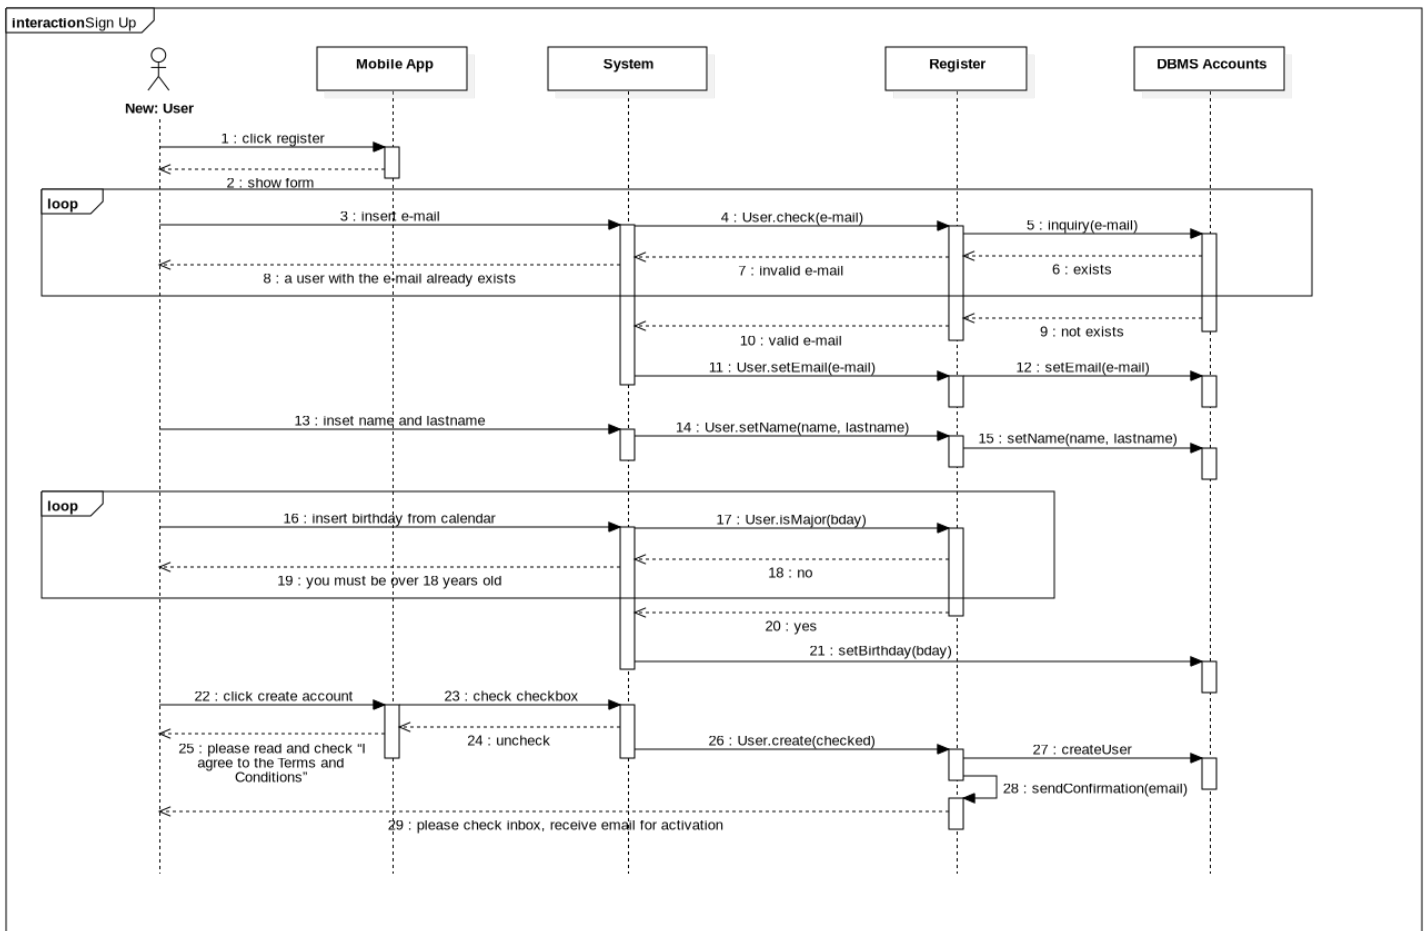 interactionSign Up
Mobile App
System
Register
DBMS Accounts
New: User
1 : click register
2 : show form
loop
3 : insert e-mail
4 : User.check(e-mail)
5 : inquiry(e-mail)
6 : exists
7 : invalid e-mail
8 : a user with the e-mail already exists
9 : not exists
10 : valid e-mail
11 : User.setEmail(e-mail)
12 : setEmail(e-mail)
13 : inset name and lastname
14 : User.setName(name, lastname)
15 : setName(name, lastname)
loop
16 : insert birthday from calendar
17 : User.isMajor(bday)
18 : no
19 : you must be over 18 years old
20 : yes
21 : setBirthday(bday)
22 : click create account
23 : check checkbox
24 : uncheck
25 : please read and check “I
agree to the Terms and
Conditions”
26 : User.create(checked)
27 : createUser
28 : sendConfirmation(email)
29 : please check inbox, receive email for activation